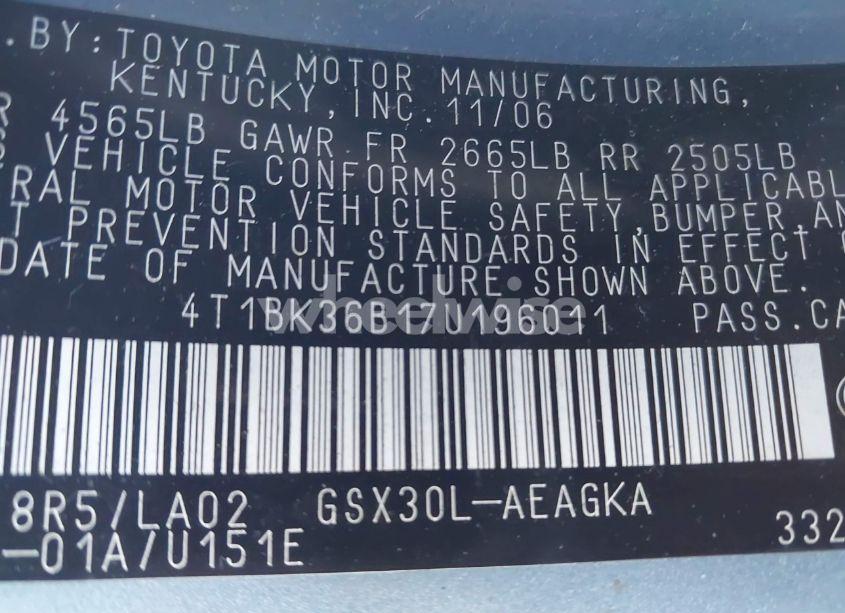 . BY: TOYOTA MOTOR MANUFACTURING,
KENTUCKY, INC. 11/06
R 4565LB GAWR FR 2665LB RR 2505LB
S VEHICLE CONFORMS TO ALL APPLICABL
RAL MOTOR VEHICLE SAFETY, BUMPER, AN
T PREVENTION STANDARDS IN EFFECT
DATE OF MANUFACTURE SHOWN ABOVE.
4T1BK36B17U196011 PASS. CA
wheelwise
8R5/LA02 GSX30L-AEAGKA
-01A/U151E 332